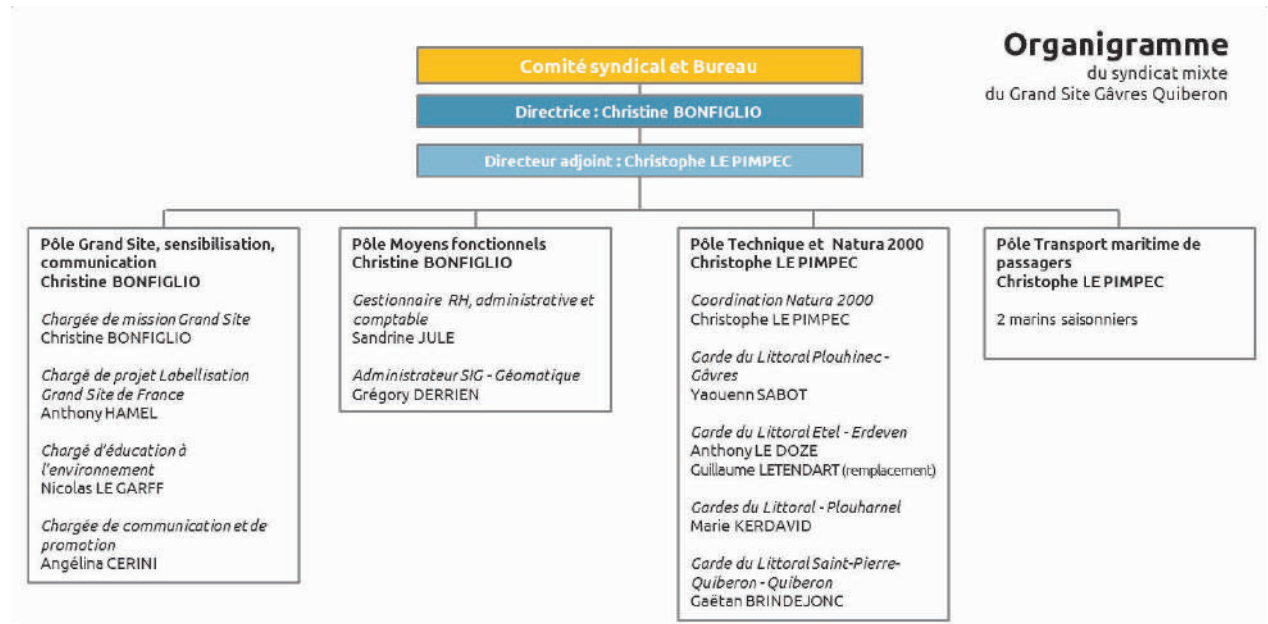 Organigramme
du syndicat mixte
du Grand Site Gâvres Quiberon
Comité syndical et Bureau
Directrice : Christine BONFIGLIO
Directeur adjoint : Christophe LE PIMPEC
Pôle Grand Site, sensibilisation,
communication
Christine BONFIGLIO
Chargée de mission Grand Site
Christine BONFIGLIO
Chargé de projet Labellisation
Grand Site de France
Anthony HAMEL
Chargé d'éducation à
l'environnement
Nicolas LE GARFF
Chargée de communication et de
promotion
Angélina CERINI
Pôle Moyens fonctionnels
Christine BONFIGLIO
Gestionnaire RH, administrative et
comptable
Sandrine JULE
Administrateur SIG - Géomatique
Grégory DERRIEN
Pôle Technique et Natura 2000
Christophe LE PIMPEC
Coordination Natura 2000
Christophe LE PIMPEC
Garde du Littoral Plouhinec -
Gâvres
Yaouenn SABOT
Garde du Littoral Etel - Erdeven
Anthony LE DOZE
Guillaume LETENDART (remplacement)
Gardes du Littoral - Plouharnel
Marie KERDAVID
Garde du Littoral Saint-Pierre-
Quiberon - Quiberon
Gaëtan BRINDEJONC
Pôle Transport maritime de
passagers
Christophe LE PIMPEC
2 marins saisonniers